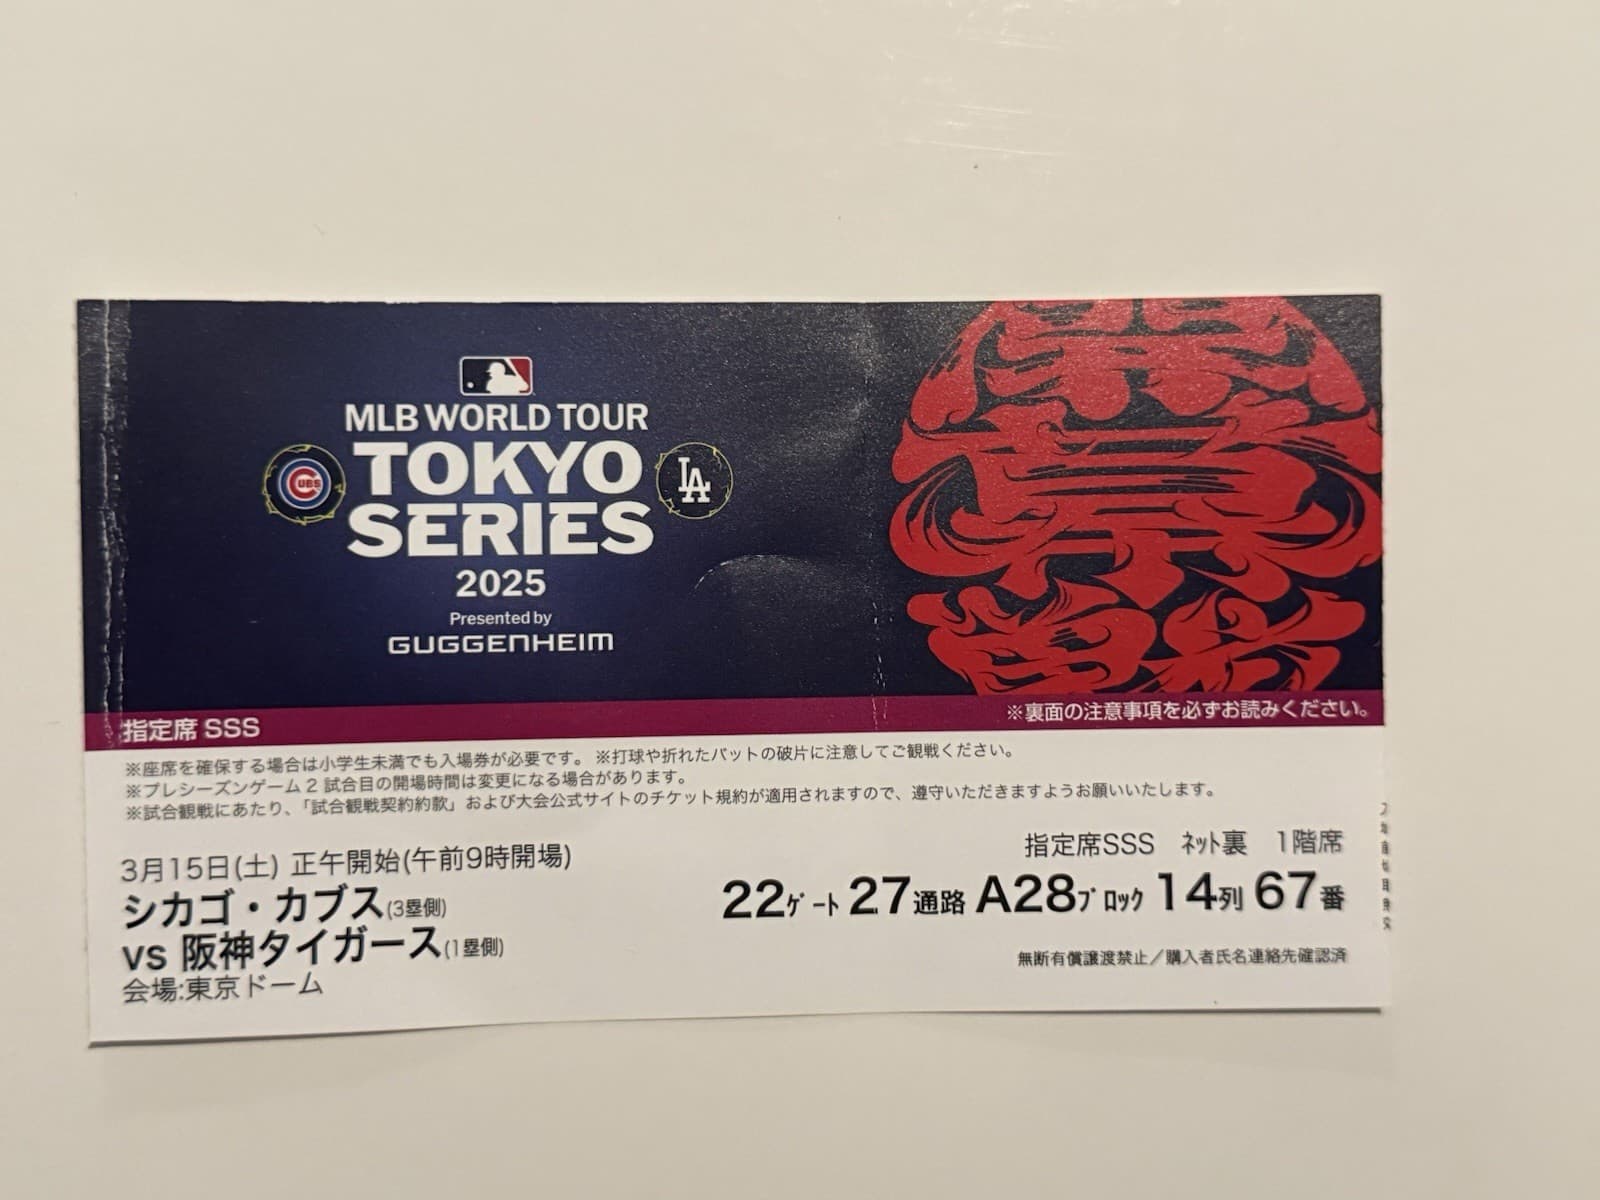 MLB WORLD TOUR
TOKYO
SERIES
CUBS
LA
2025
Presented by
GUGGENHEIM
指定席 SSS
※裏面の注意事項を必ずお読みください。
※座席を確保する場合は小学生未満でも入場券が必要です。 ※打球や折れたバットの破片に注意してご観戦ください。
※プレシーズンゲーム2 試合目の開場時間は変更になる場合があります。
※試合観戦にあたり、「試合観戦契約約款」および大会公式サイトのチケット規約が適用されますので、遵守いただきますようお願いいたします。
3月15日(土) 正午開始(午前9時開場)
シカゴ・カブス(3塁側)
vs 阪神タイガース(1塁側)
会場:東京ドーム
指定席SSS ネット裏 1階席
22ゲート 27通路 A28ブロック 14列 67番
無断有償譲渡禁止/購入者氏名連絡先確認済